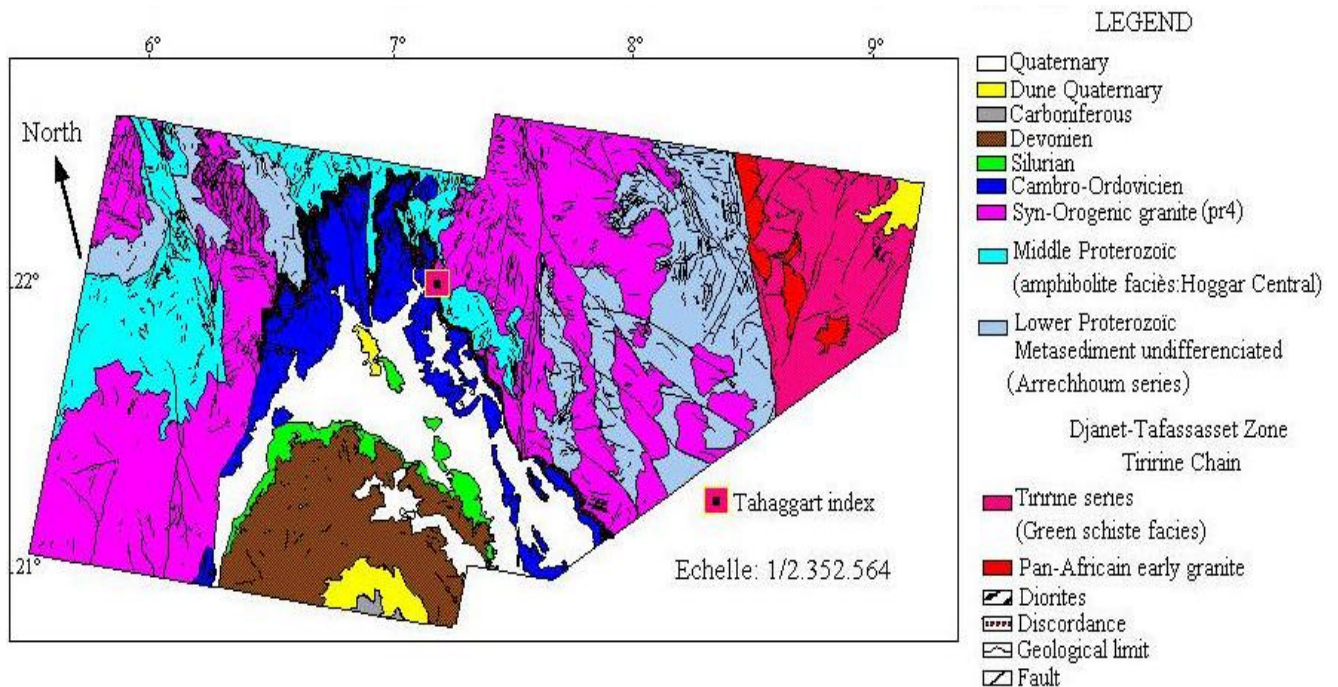 6°
7°
8°
9°
North
22°
21°
Tahaggart index
Echelle: 1/2.352.564
LEGEND
Quaternary
Dune Quaternary
Carboniferous
Devonien
Silurian
Cambro-Ordovicien
Syn-Orogenic granite (pr4)
Middle Proterozoïc
(amphibolite faciès:Hoggar Central)
Lower Proterozoïc
Metasediment undifferenciated
(Arrechhoum series)
Djanet-Tafassasset Zone
Tiririne Chain
Tiririne series
(Green schiste facies)
Pan-Africain early granite
Diorites
Discordance
Geological limit
Fault